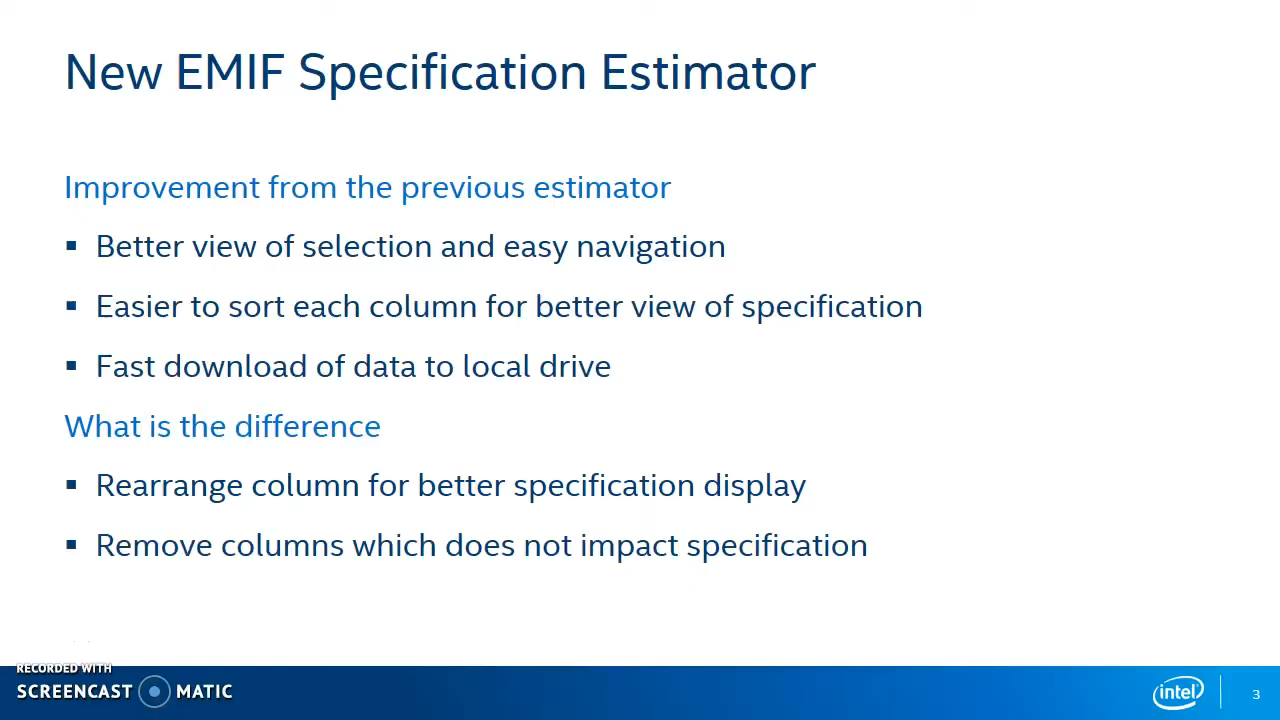 New EMIF Specification Estimator
Improvement from the previous estimator
▪ Better view of selection and easy navigation
▪ Easier to sort each column for better view of specification
▪ Fast download of data to local drive
What is the difference
▪ Rearrange column for better specification display
▪ Remove columns which does not impact specification
RECORDED WITH
SCREENCAST MATIC
intel
3